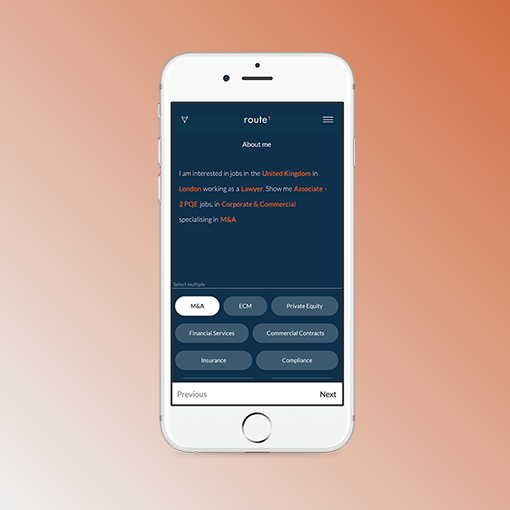 route¹
About me
I am interested in jobs in the United Kingdom in
London working as a Lawyer. Show me Associate -
2 PQE jobs, in Corporate & Commercial
specialising in M&A
Select multiple
M&A ECM Private Equity
Financial Services Commercial Contracts
Insurance Compliance
Previous Next